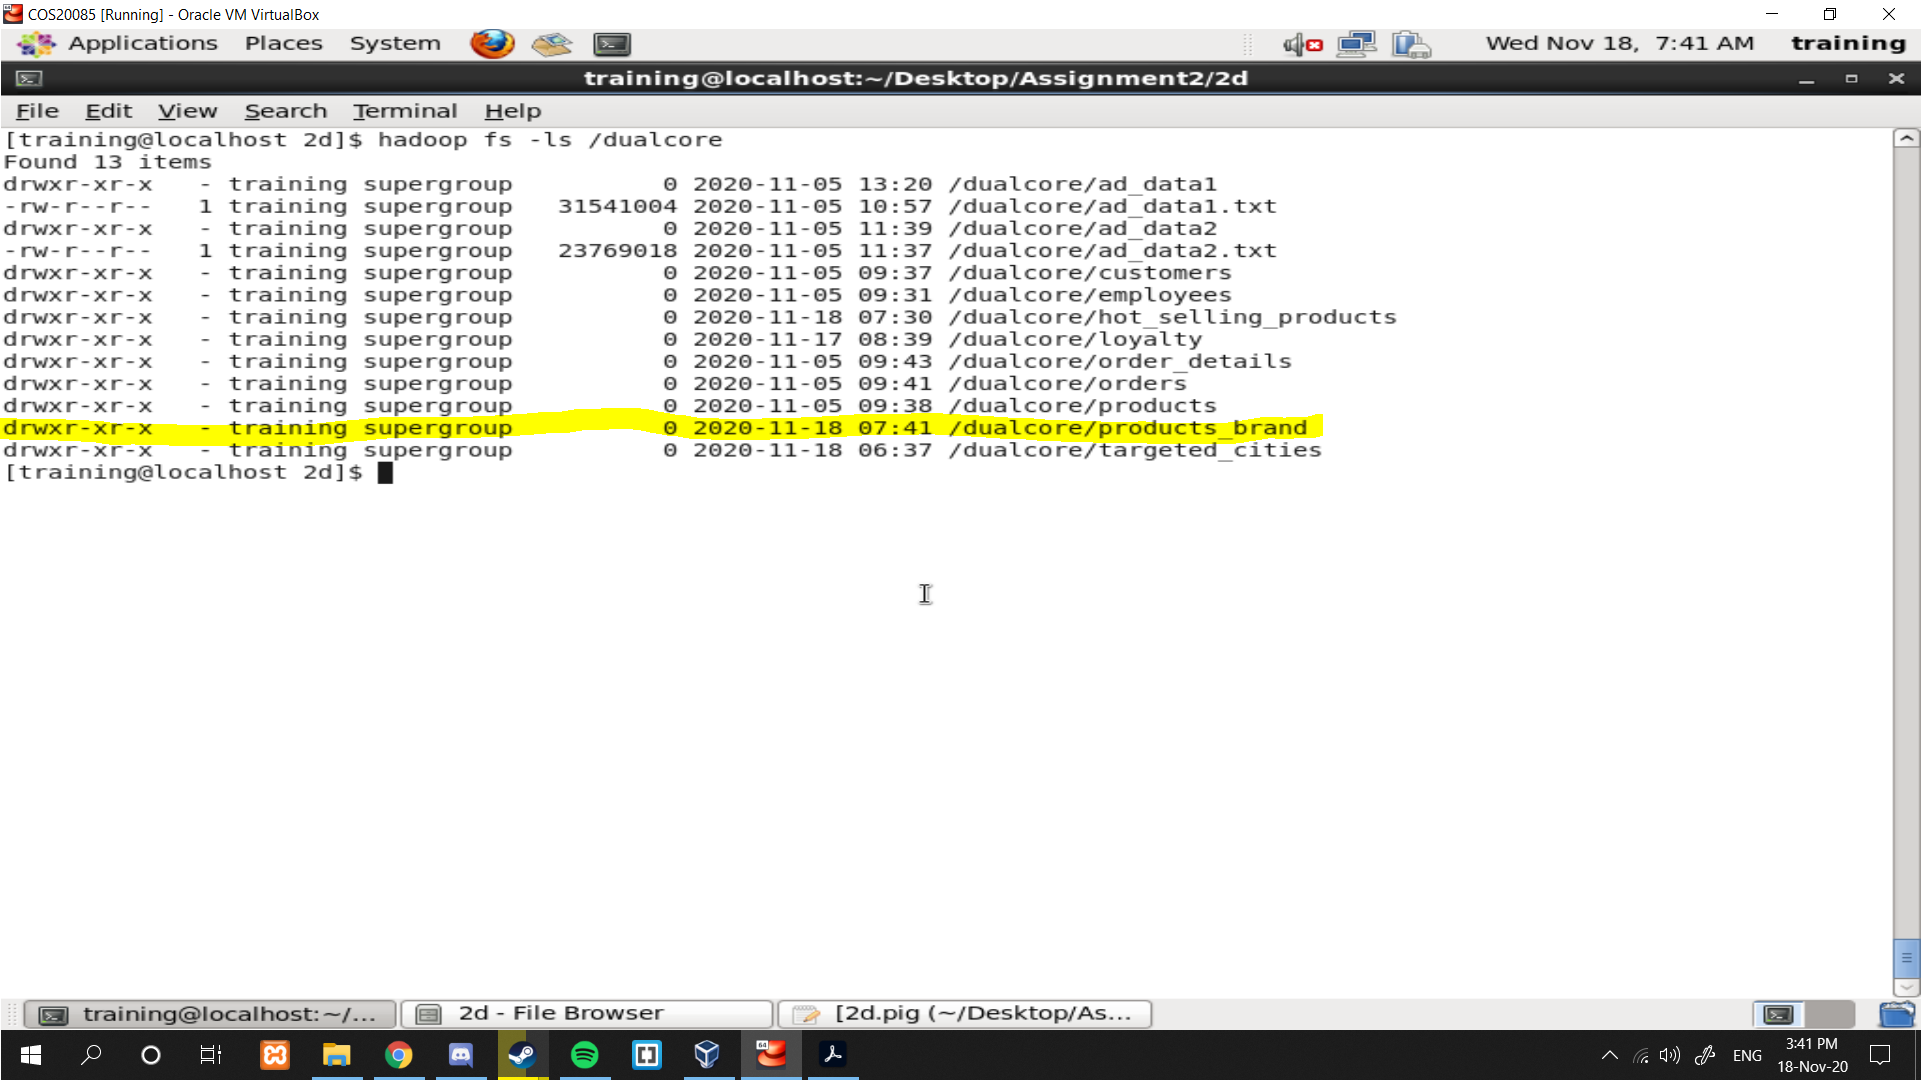 COS20085 [Running] - Oracle VM VirtualBox
Applications Places System Wed Nov 18, 7:41 AM training
training@localhost:~/Desktop/Assignment2/2d
File Edit View Search Terminal Help
[training@localhost 2d]$ hadoop fs -ls /dualcore
Found 13 items
drwxr-xr-x   - training supergroup          0 2020-11-05 13:20 /dualcore/ad_data1
-rw-r--r--   1 training supergroup   31541004 2020-11-05 10:57 /dualcore/ad_data1.txt
drwxr-xr-x   - training supergroup          0 2020-11-05 11:39 /dualcore/ad_data2
-rw-r--r--   1 training supergroup   23769018 2020-11-05 11:37 /dualcore/ad_data2.txt
drwxr-xr-x   - training supergroup          0 2020-11-05 09:37 /dualcore/customers
drwxr-xr-x   - training supergroup          0 2020-11-05 09:31 /dualcore/employees
drwxr-xr-x   - training supergroup          0 2020-11-18 07:30 /dualcore/hot_selling_products
drwxr-xr-x   - training supergroup          0 2020-11-17 08:39 /dualcore/loyalty
drwxr-xr-x   - training supergroup          0 2020-11-05 09:43 /dualcore/order_details
drwxr-xr-x   - training supergroup          0 2020-11-05 09:41 /dualcore/orders
drwxr-xr-x   - training supergroup          0 2020-11-05 09:38 /dualcore/products
drwxr-xr-x   - training supergroup          0 2020-11-18 07:41 /dualcore/products_brand
drwxr-xr-x   - training supergroup          0 2020-11-18 06:37 /dualcore/targeted_cities
[training@localhost 2d]$
training@localhost:~/... 2d - File Browser [2d.pig (~/Desktop/As...
64
ENG
3:41 PM
18-Nov-20